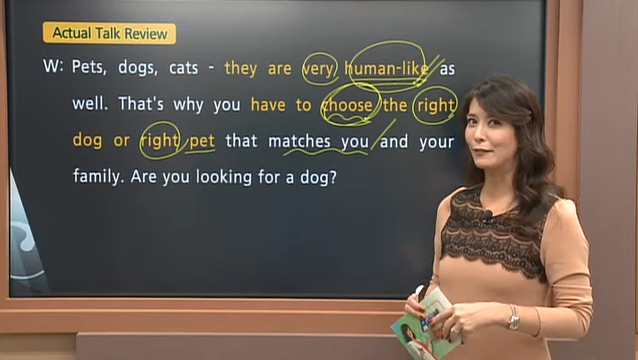 Actual Talk Review
W: Pets, dogs, cats - they are very human-like as
well. That's why you have to choose the right
dog or right pet that matches you and your
family. Are you looking for a dog?